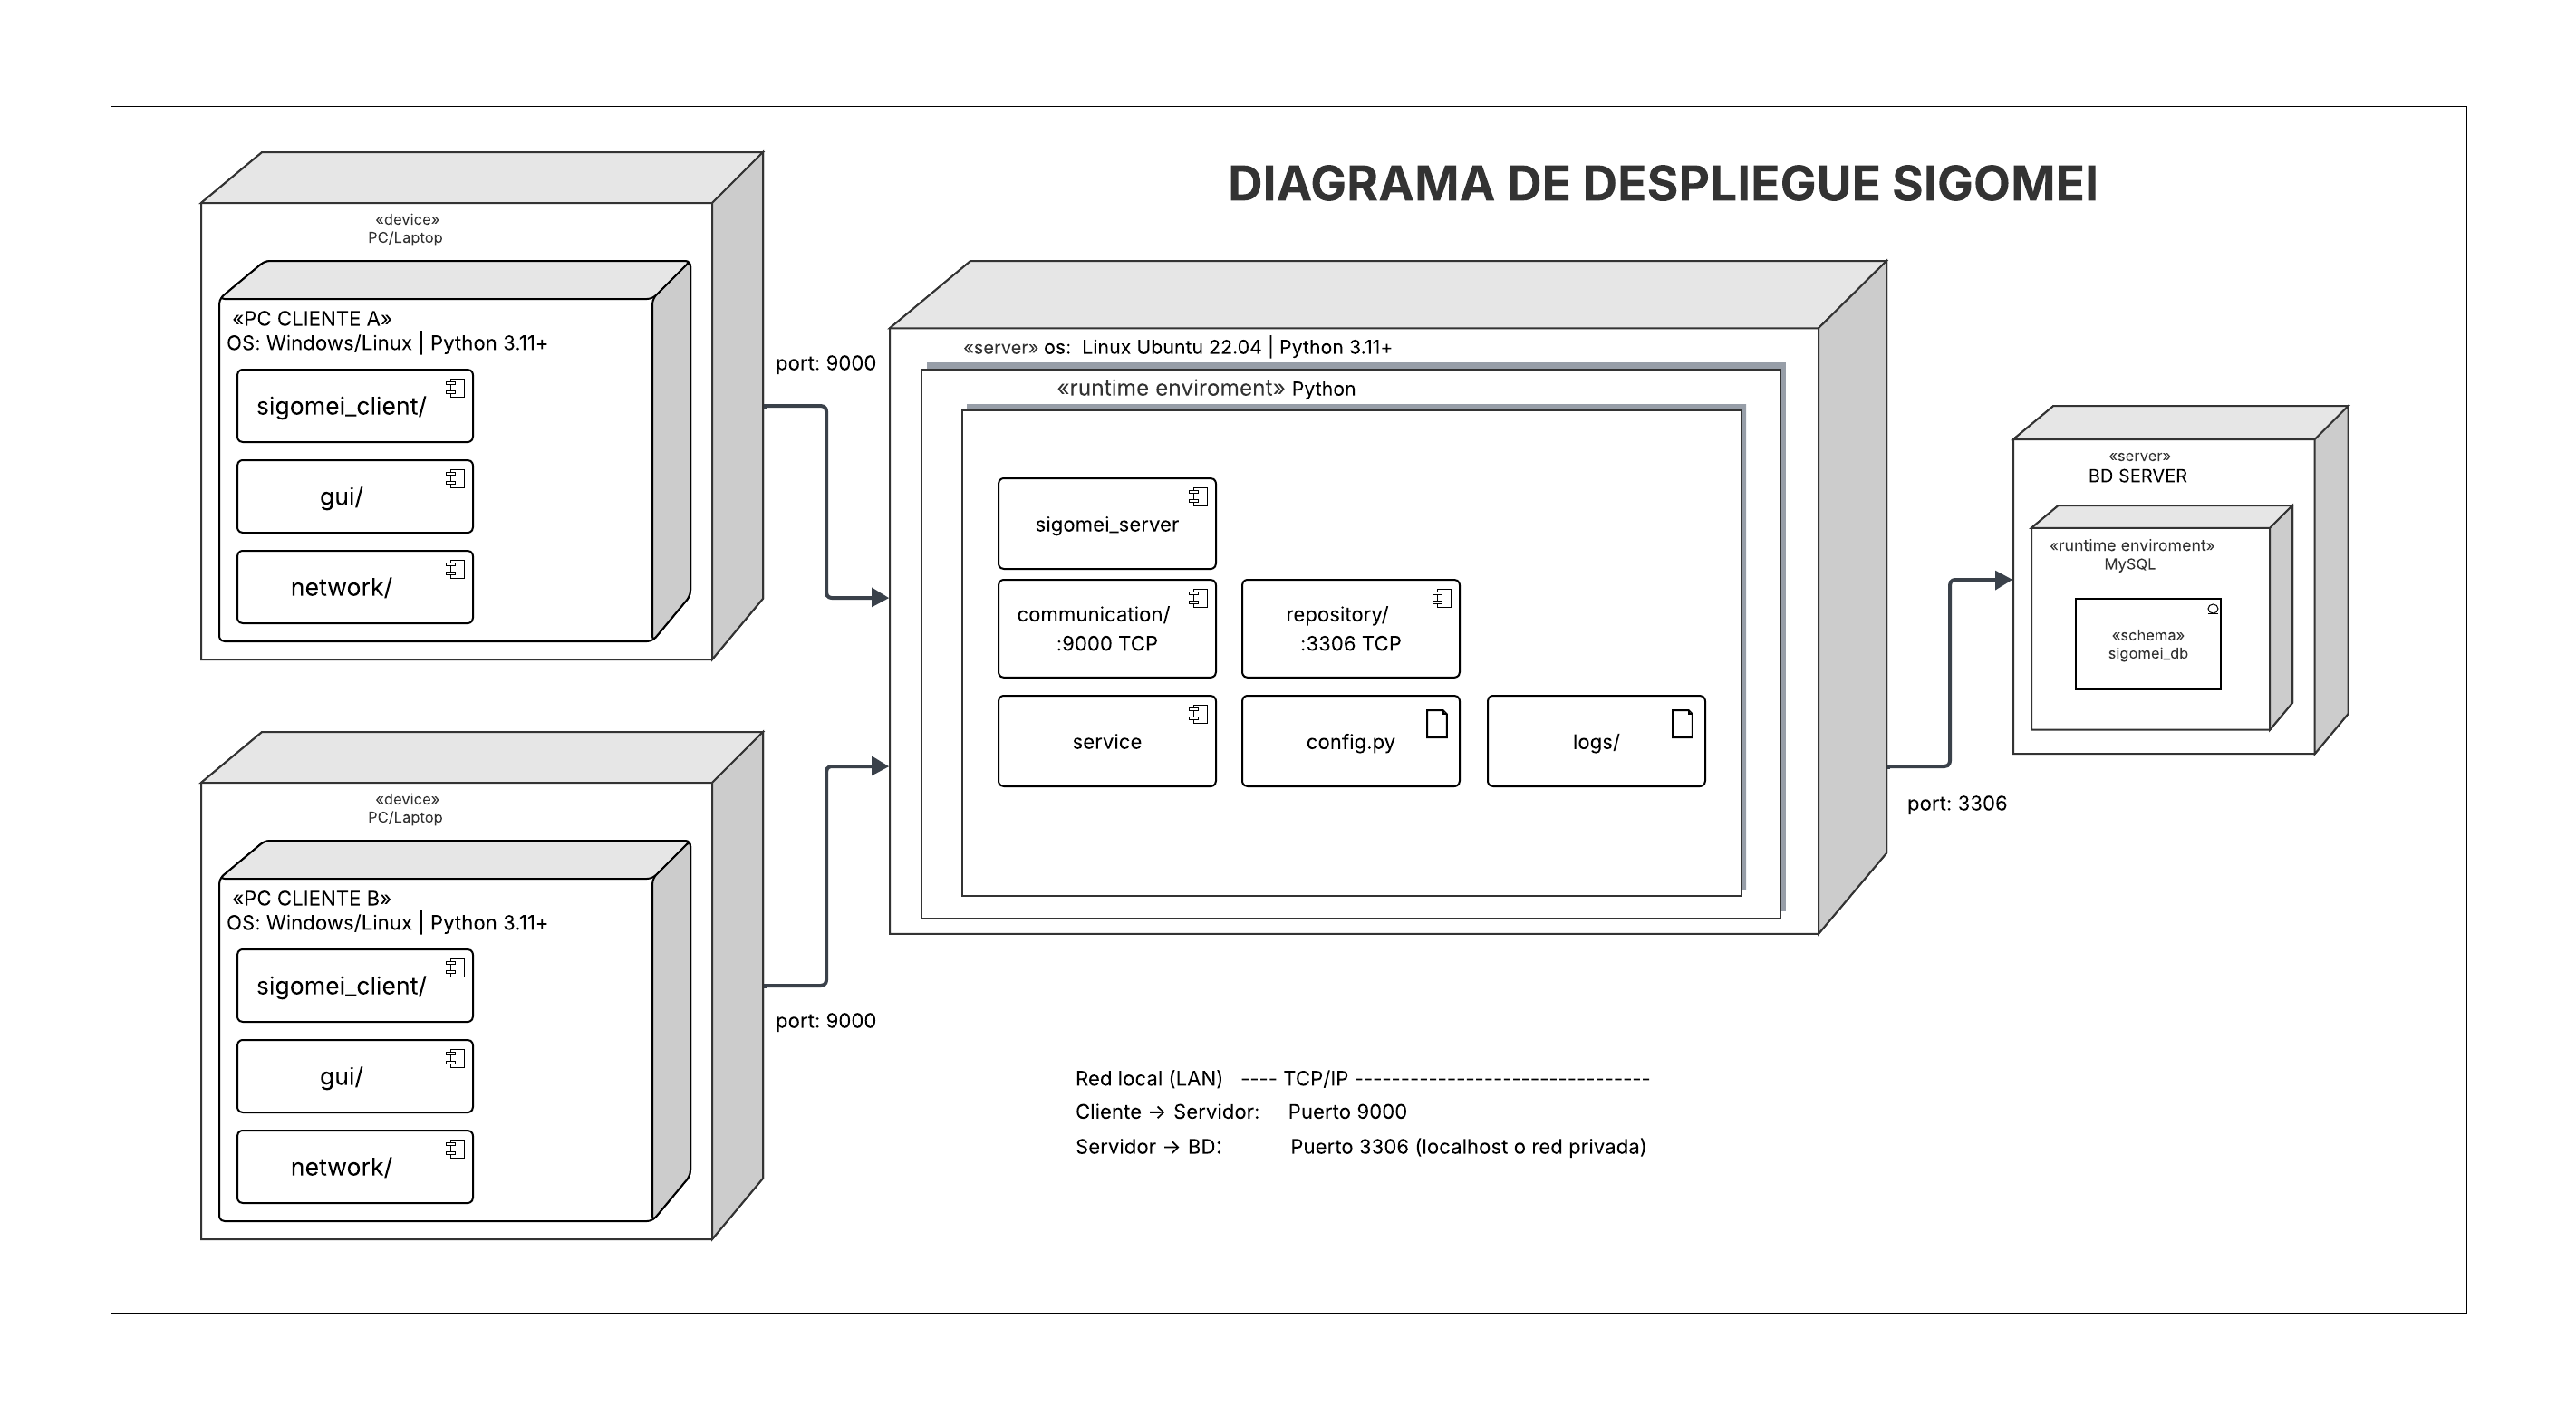 DIAGRAMA DE DESPLIEGUE SIGOMEI
«device»
PC/Laptop
«PC CLIENTE A»
OS: Windows/Linux | Python 3.11+
sigomei_client/
gui/
network/
port: 9000
«device»
PC/Laptop
«PC CLIENTE B»
OS: Windows/Linux | Python 3.11+
sigomei_client/
gui/
network/
port: 9000
«server» os: Linux Ubuntu 22.04 | Python 3.11+
«runtime enviroment» Python
sigomei_server
communication/
:9000 TCP
repository/
:3306 TCP
service
config.py
logs/
port: 3306
«server»
BD SERVER
«runtime enviroment»
MySQL
«schema»
sigomei_db
Red local (LAN) ---- TCP/IP --------------------------------
Cliente → Servidor: Puerto 9000
Servidor → BD: Puerto 3306 (localhost o red privada)